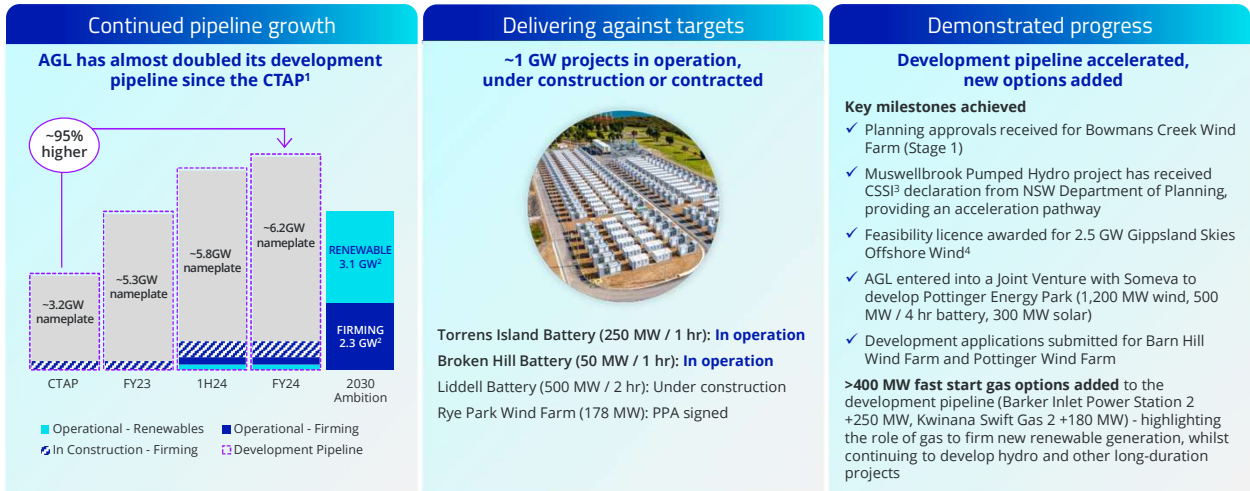 Continued pipeline growth
AGL has almost doubled its development
pipeline since the CTAP¹
~95%
higher
~3.2GW
nameplate
~5.3GW
nameplate
~5.8GW
nameplate
~6.2GW
nameplate
RENEWABLE
3.1 GW²
FIRMING
2.3 GW²
CTAP
FY23
1H24
FY24
2030
Ambition
Operational - Renewables
Operational - Firming
In Construction - Firming
Development Pipeline
Delivering against targets
~1 GW projects in operation,
under construction or contracted
Torrens Island Battery (250 MW / 1 hr): In operation
Broken Hill Battery (50 MW / 1 hr): In operation
Liddell Battery (500 MW / 2 hr): Under construction
Rye Park Wind Farm (178 MW): PPA signed
Demonstrated progress
Development pipeline accelerated,
new options added
Key milestones achieved
✓ Planning approvals received for Bowmans Creek Wind
Farm (Stage 1)
✓ Muswellbrook Pumped Hydro project has received
CSSI³ declaration from NSW Department of Planning,
providing an acceleration pathway
✓ Feasibility licence awarded for 2.5 GW Gippsland Skies
Offshore Wind⁴
✓ AGL entered into a Joint Venture with Someva to
develop Pottinger Energy Park (1,200 MW wind, 500
MW / 4 hr battery, 300 MW solar)
✓ Development applications submitted for Barn Hill
Wind Farm and Pottinger Wind Farm
>400 MW fast start gas options added to the
development pipeline (Barker Inlet Power Station 2
+250 MW, Kwinana Swift Gas 2 +180 MW) - highlighting
the role of gas to firm new renewable generation, whilst
continuing to develop hydro and other long-duration
projects